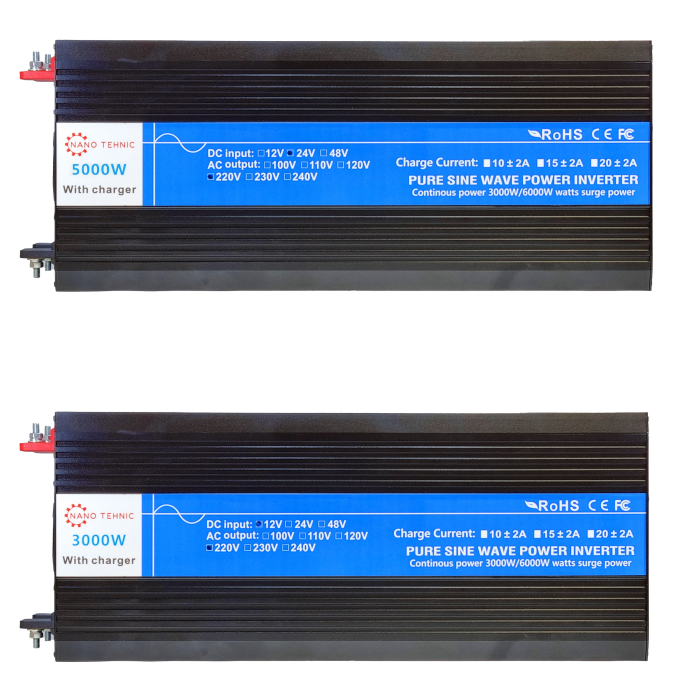 RoHS CE FC
NANO TEHNIC
5000W
With charger
DC input: □12V ■24V □48V
AC output: □100V □110V □120V
■220V □230V □240V
Charge Current: ■10±2A ■15±2A ■20±2A
PURE SINE WAVE POWER INVERTER
Continous power 3000W/6000W watts surge power
RoHS CE FC
NANO TEHNIC
3000W
With charger
DC input: ■12V □24V □48V
AC output: □100V □110V □120V
■220V □230V □240V
Charge Current: ■10±2A ■15±2A ■20±2A
PURE SINE WAVE POWER INVERTER
Continous power 3000W/6000W watts surge power